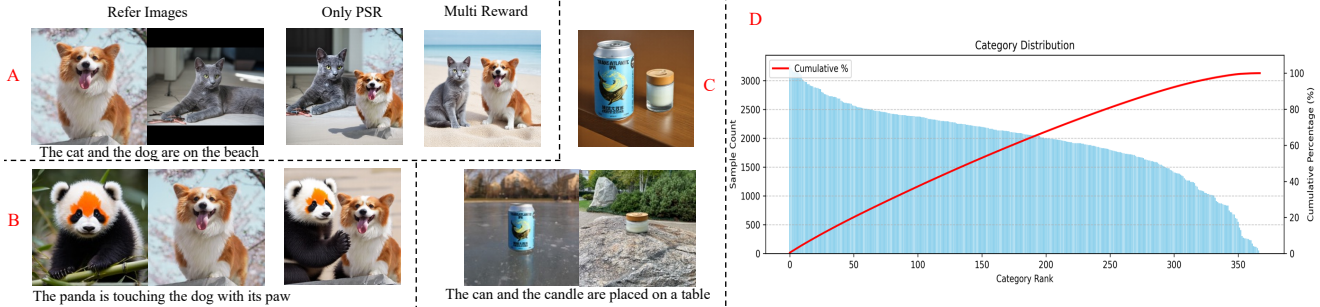 Refer Images
Only PSR
Multi Reward
A
The cat and the dog are on the beach
B
The panda is touching the dog with its paw
C
IPA
The can and the candle are placed on a table
D
Category Distribution
Cumulative %
Sample Count
3000
2500
2000
1500
1000
500
0
Cumulative Percentage (%)
100
80
60
40
20
0
0
50
100
150
200
250
300
350
Category Rank